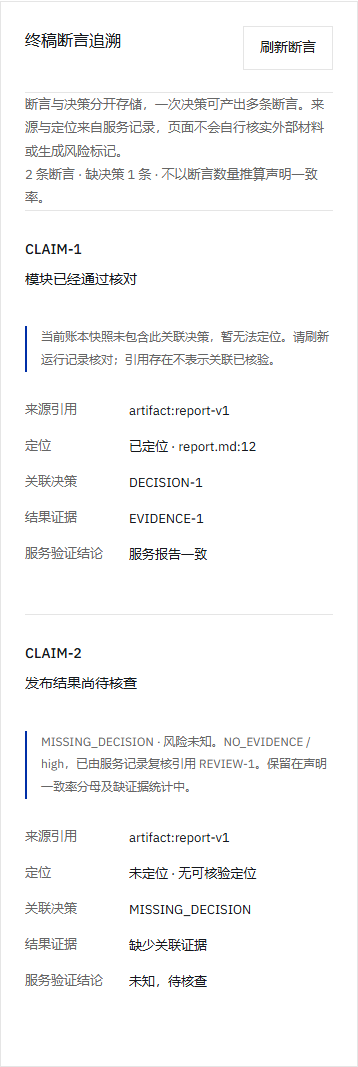 终稿断言追溯
刷新断言
断言与决策分开存储，一次决策可产出多条断言。来
源与定位来自服务记录，页面不会自行核实外部材料
或生成风险标记。
2 条断言 · 缺决策 1 条 · 不以断言数量推算声明一致
率。
CLAIM-1
模块已经通过核对
当前账本快照未包含此关联决策，暂无法定位。请刷新
运行记录核对；引用存在不表示关联已核验。
来源引用 artifact:report-v1
定位 已定位 · report.md:12
关联决策 DECISION-1
结果证据 EVIDENCE-1
服务验证结论 服务报告一致
CLAIM-2
发布结果尚待核查
MISSING_DECISION · 风险未知。NO_EVIDENCE /
high，已由服务记录复核引用 REVIEW-1。保留在声明
一致率分母及缺证据统计中。
来源引用 artifact:report-v1
定位 未定位 · 无可核验定位
关联决策 MISSING_DECISION
结果证据 缺少关联证据
服务验证结论 未知，待核查